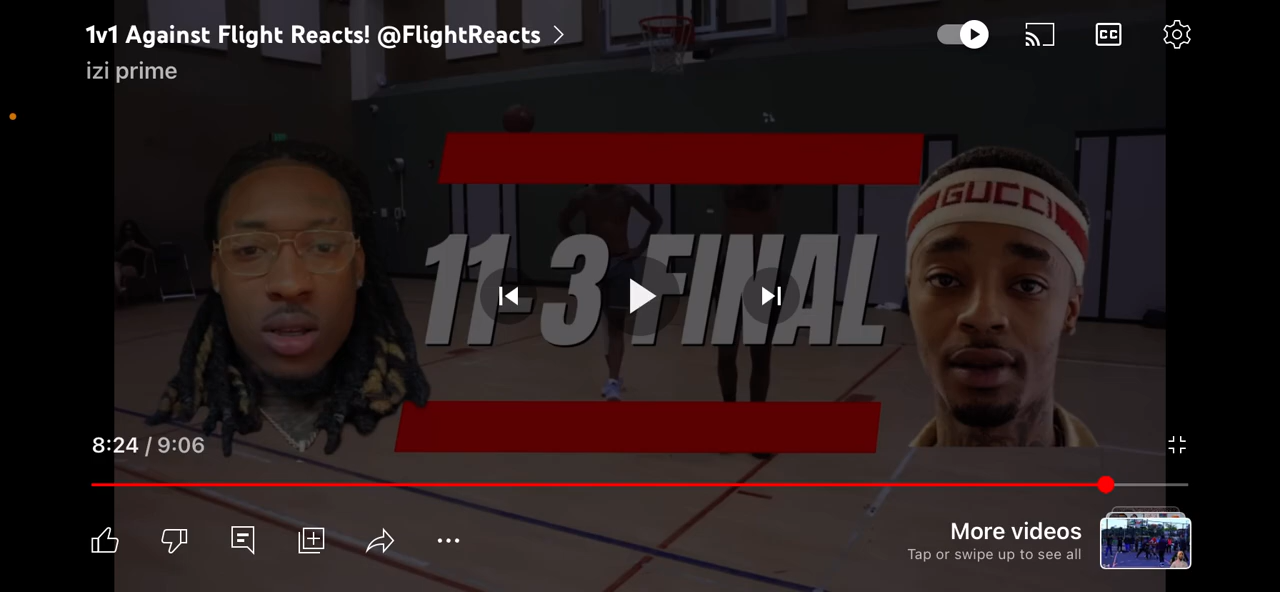 1v1 Against Flight Reacts! @FlightReacts
izi prime
CC
GUCCI
11-3 FINAL
8:24 / 9:06
More videos
Tap or swipe up to see all